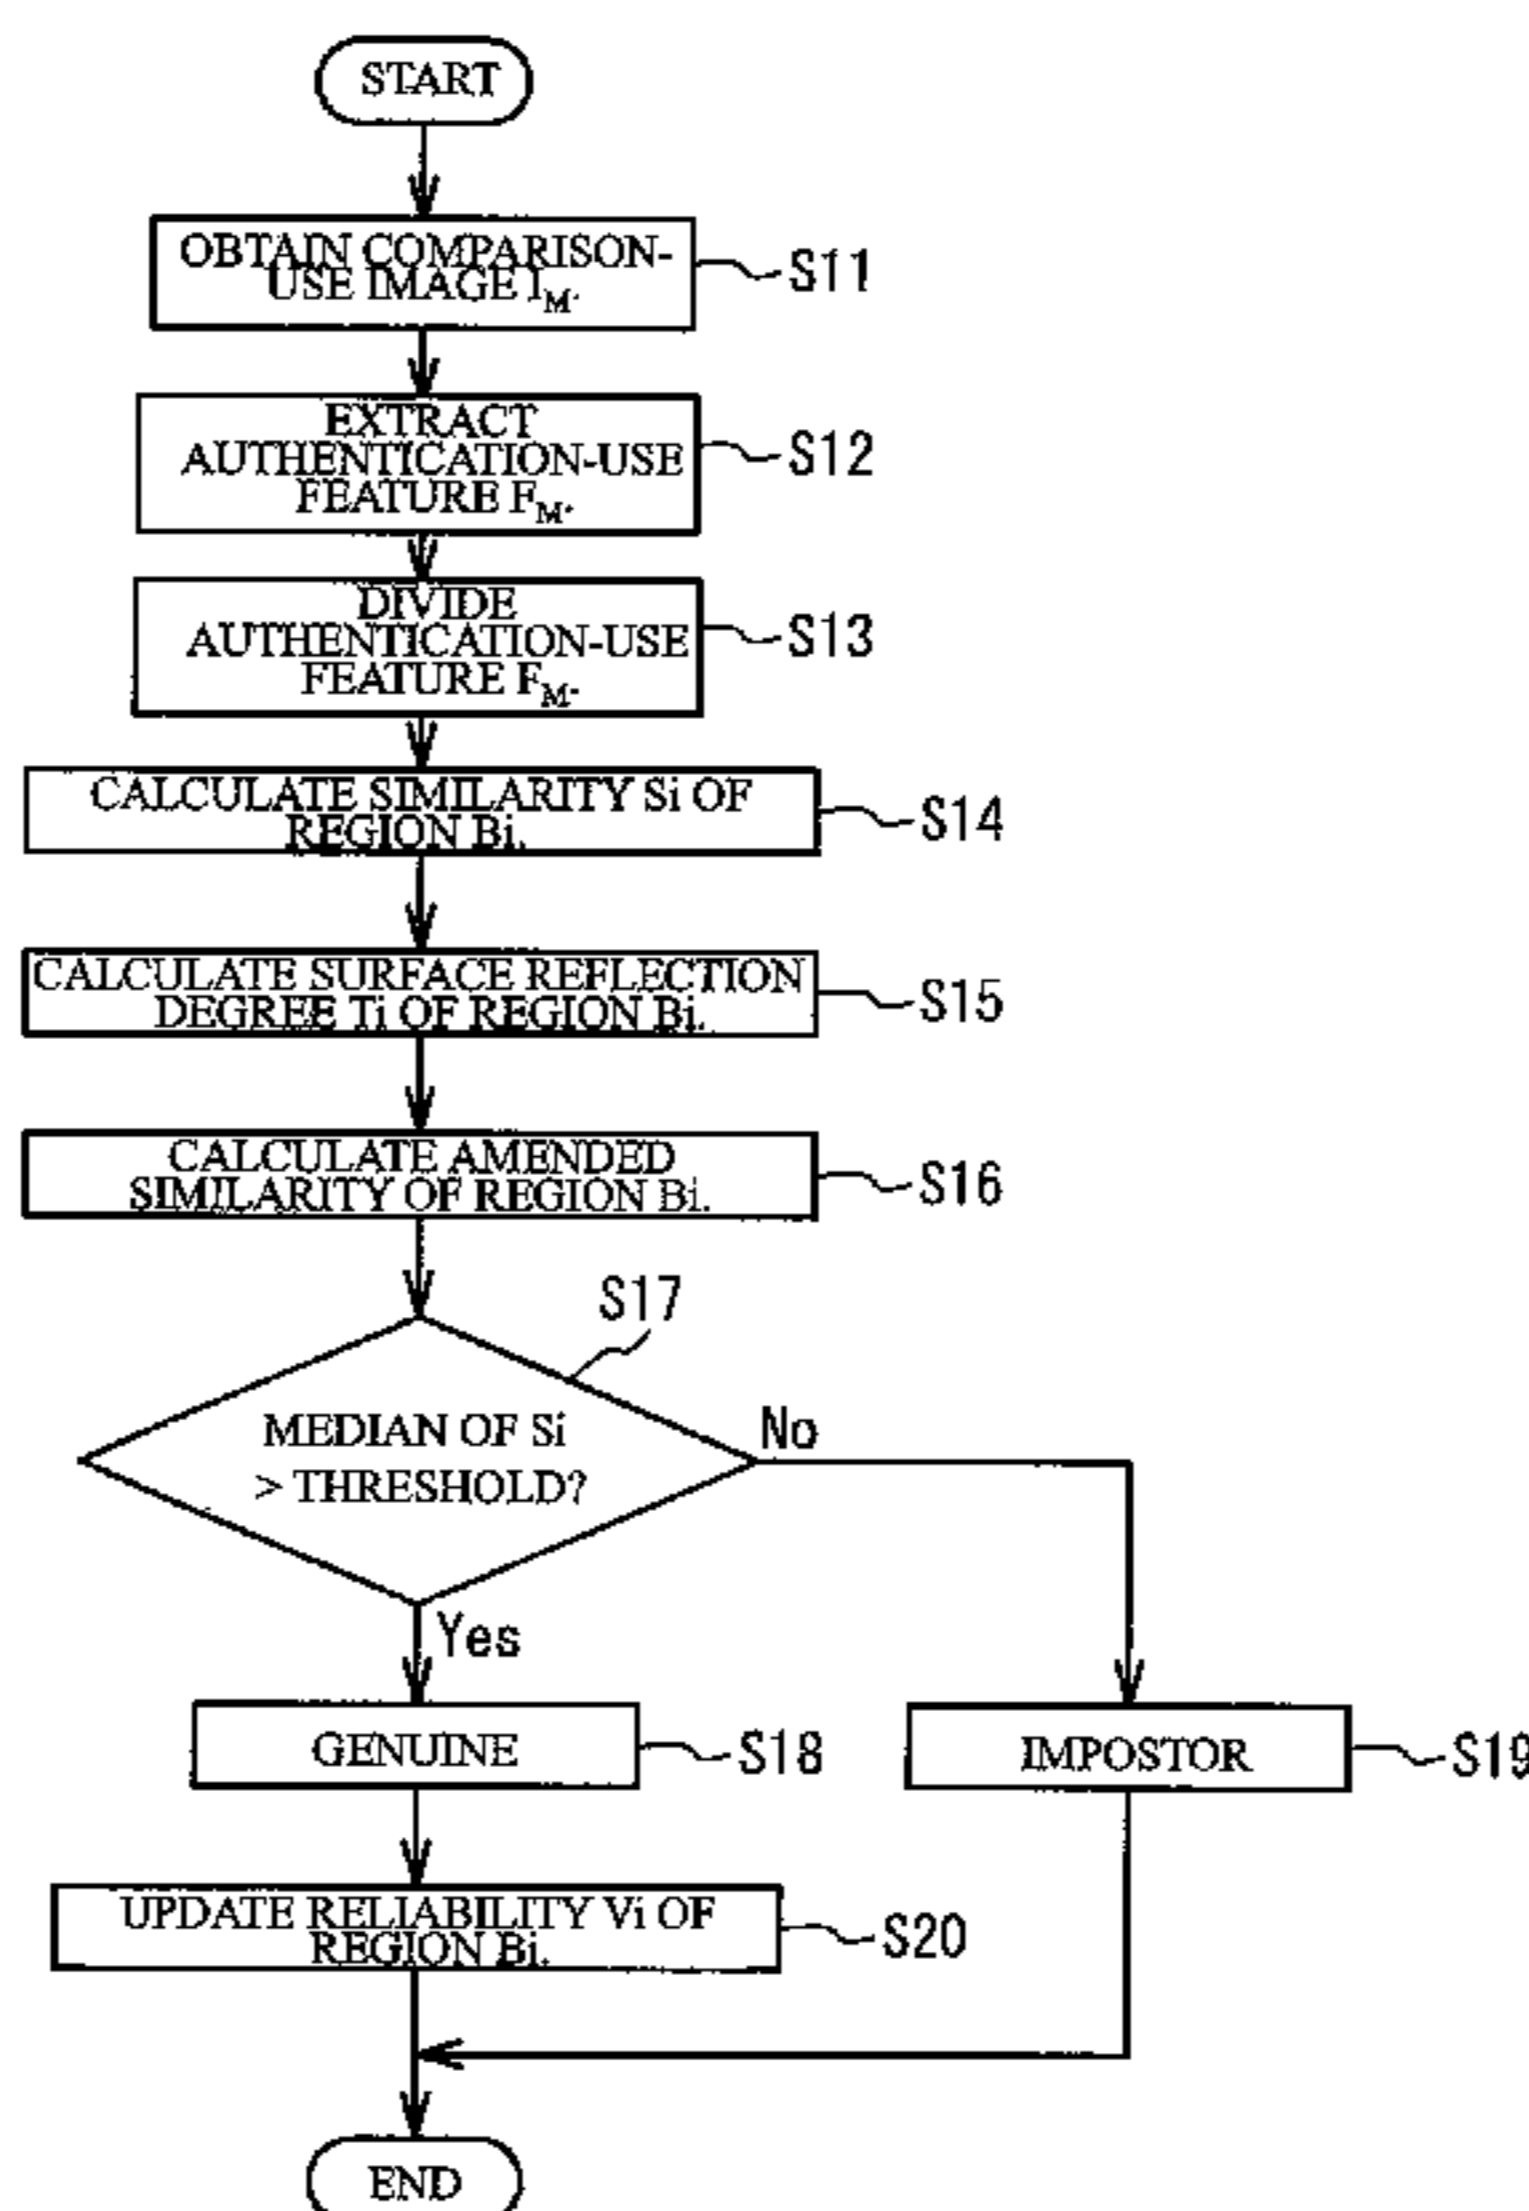 START
OBTAIN COMPARISON-
USE IMAGE I_M.
S11
EXTRACT
AUTHENTICATION-USE
FEATURE F_M.
S12
DIVIDE
AUTHENTICATION-USE
FEATURE F_M.
S13
CALCULATE SIMILARITY Si OF
REGION Bi.
S14
CALCULATE SURFACE REFLECTION
DEGREE Ti OF REGION Bi.
S15
CALCULATE AMENDED
SIMILARITY OF REGION Bi.
S16
S17
MEDIAN OF Si
> THRESHOLD?
No
Yes
GENUINE
S18
IMPOSTOR
S19
UPDATE RELIABILITY Vi OF
REGION Bi.
S20
END